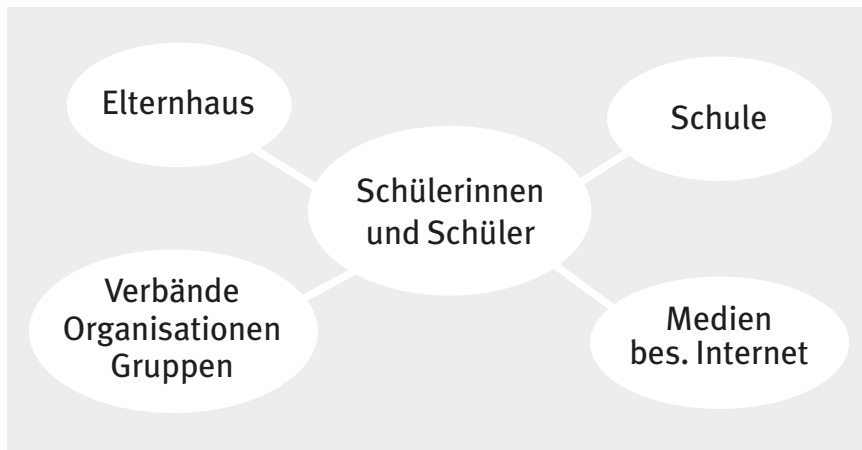 Elternhaus
Schule
Schülerinnen
und Schüler
Verbände
Organisationen
Gruppen
Medien
bes. Internet